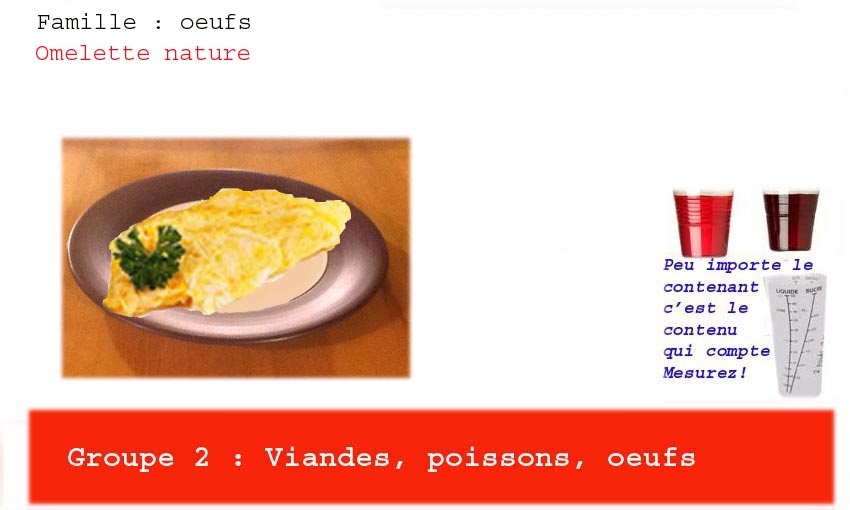 Famille : oeufs
Omelette nature
Peu importe le
contenant
c’est le
contenu
qui compte
Mesurez!
LIQUIDE SUCRE
Groupe 2 : Viandes, poissons, oeufs